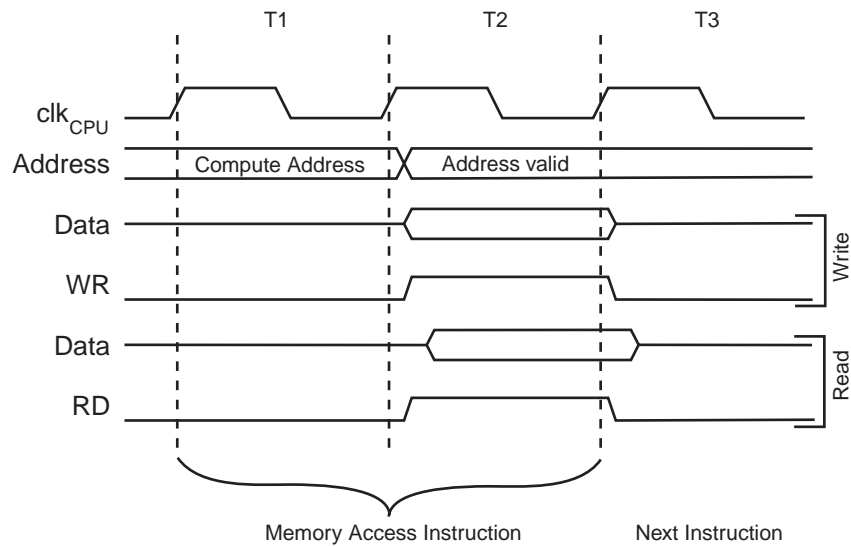 T1 T2 T3
clkCPU
Address Compute Address Address valid
Data
Write
WR
Data
Read
RD
Memory Access Instruction Next Instruction